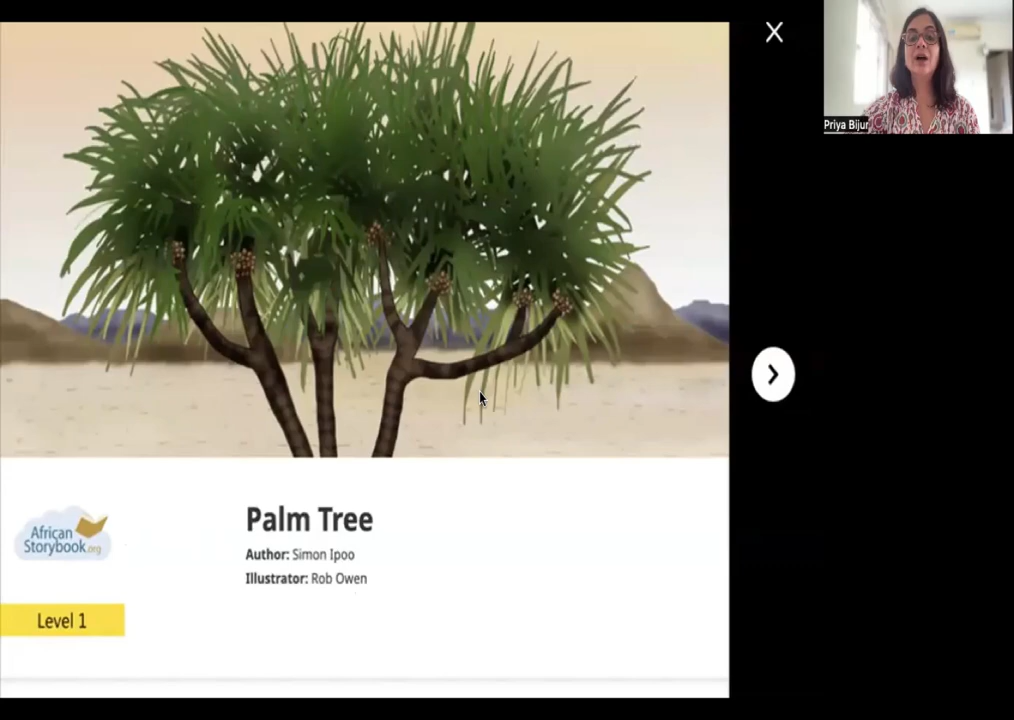 Priya Bijur
African
Storybook.org
Palm Tree
Author: Simon Ipoo
Illustrator: Rob Owen
Level 1